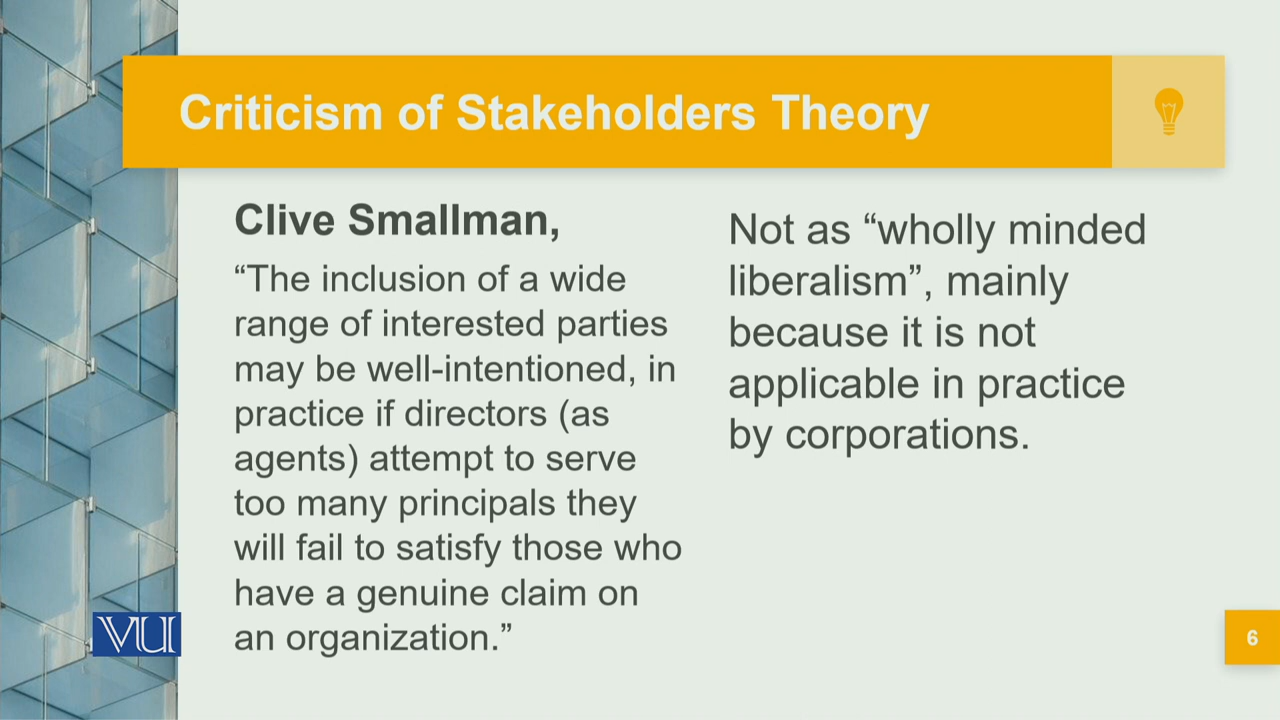 Criticism of Stakeholders Theory
Clive Smallman,
“The inclusion of a wide
range of interested parties
may be well-intentioned, in
practice if directors (as
agents) attempt to serve
too many principals they
will fail to satisfy those who
have a genuine claim on
an organization.”
Not as “wholly minded
liberalism”, mainly
because it is not
applicable in practice
by corporations.
VU
6